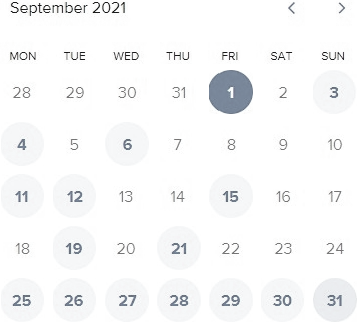 September 2021
MON TUE WED THU FRI SAT SUN
28 29 30 31 1 2 3
4 5 6 7 8 9 10
11 12 13 14 15 16 17
18 19 20 21 22 23 24
25 26 27 28 29 30 31